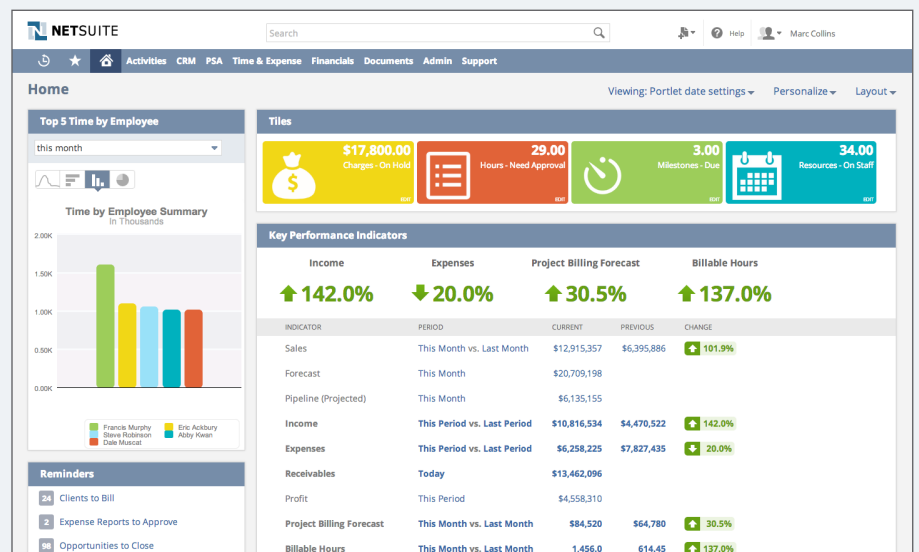 NETSUITE
Search
Help
Marc Collins
Activities CRM PSA Time & Expense Financials Documents Admin Support
Home
Viewing: Portlet date settings
Personalize
Layout
Top 5 Time by Employee
this month
Time by Employee Summary
In Thousands
2.00K
1.50K
1.00K
0.50K
0.00K
Francis Murphy Eric Ackbury
Steve Robinson Abby Kwan
Dale Muscat
Reminders
24 Clients to Bill
2 Expense Reports to Approve
98 Opportunities to Close
Tiles
$17,800.00
Charges - On Hold
EDIT
29.00
Hours - Need Approval
EDIT
3.00
Milestones - Due
EDIT
34.00
Resources - On Staff
EDIT
Key Performance Indicators
Income Expenses Project Billing Forecast Billable Hours
142.0% 20.0% 30.5% 137.0%
INDICATOR PERIOD CURRENT PREVIOUS CHANGE
Sales This Month vs. Last Month $12,915,357 $6,395,886 101.9%
Forecast This Month $20,709,198
Pipeline (Projected) This Month $6,135,155
Income This Period vs. Last Period $10,816,534 $4,470,522 142.0%
Expenses This Period vs. Last Period $6,258,225 $7,827,435 20.0%
Receivables Today $13,462,096
Profit This Period $4,558,310
Project Billing Forecast This Month vs. Last Month $84,520 $64,780 30.5%
Billable Hours This Month vs. Last Month 1,456.0 614.45 137.0%